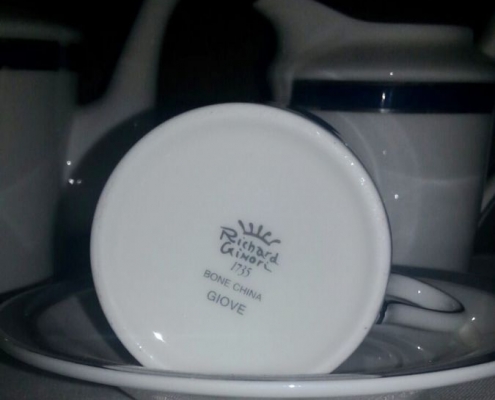 Richard
Ginori
1735
BONE CHINA
GIOVE